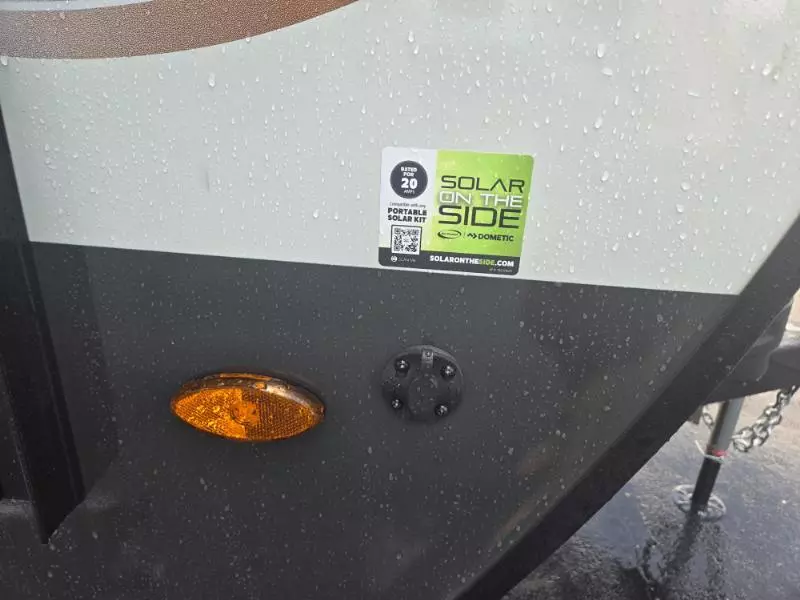 RATED
FOR
20
AMPS
Compatible with any
PORTABLE
SOLAR KIT
SOLAR
ON THE
SIDE
DOMETIC
SOLARONTHESIDE.COM